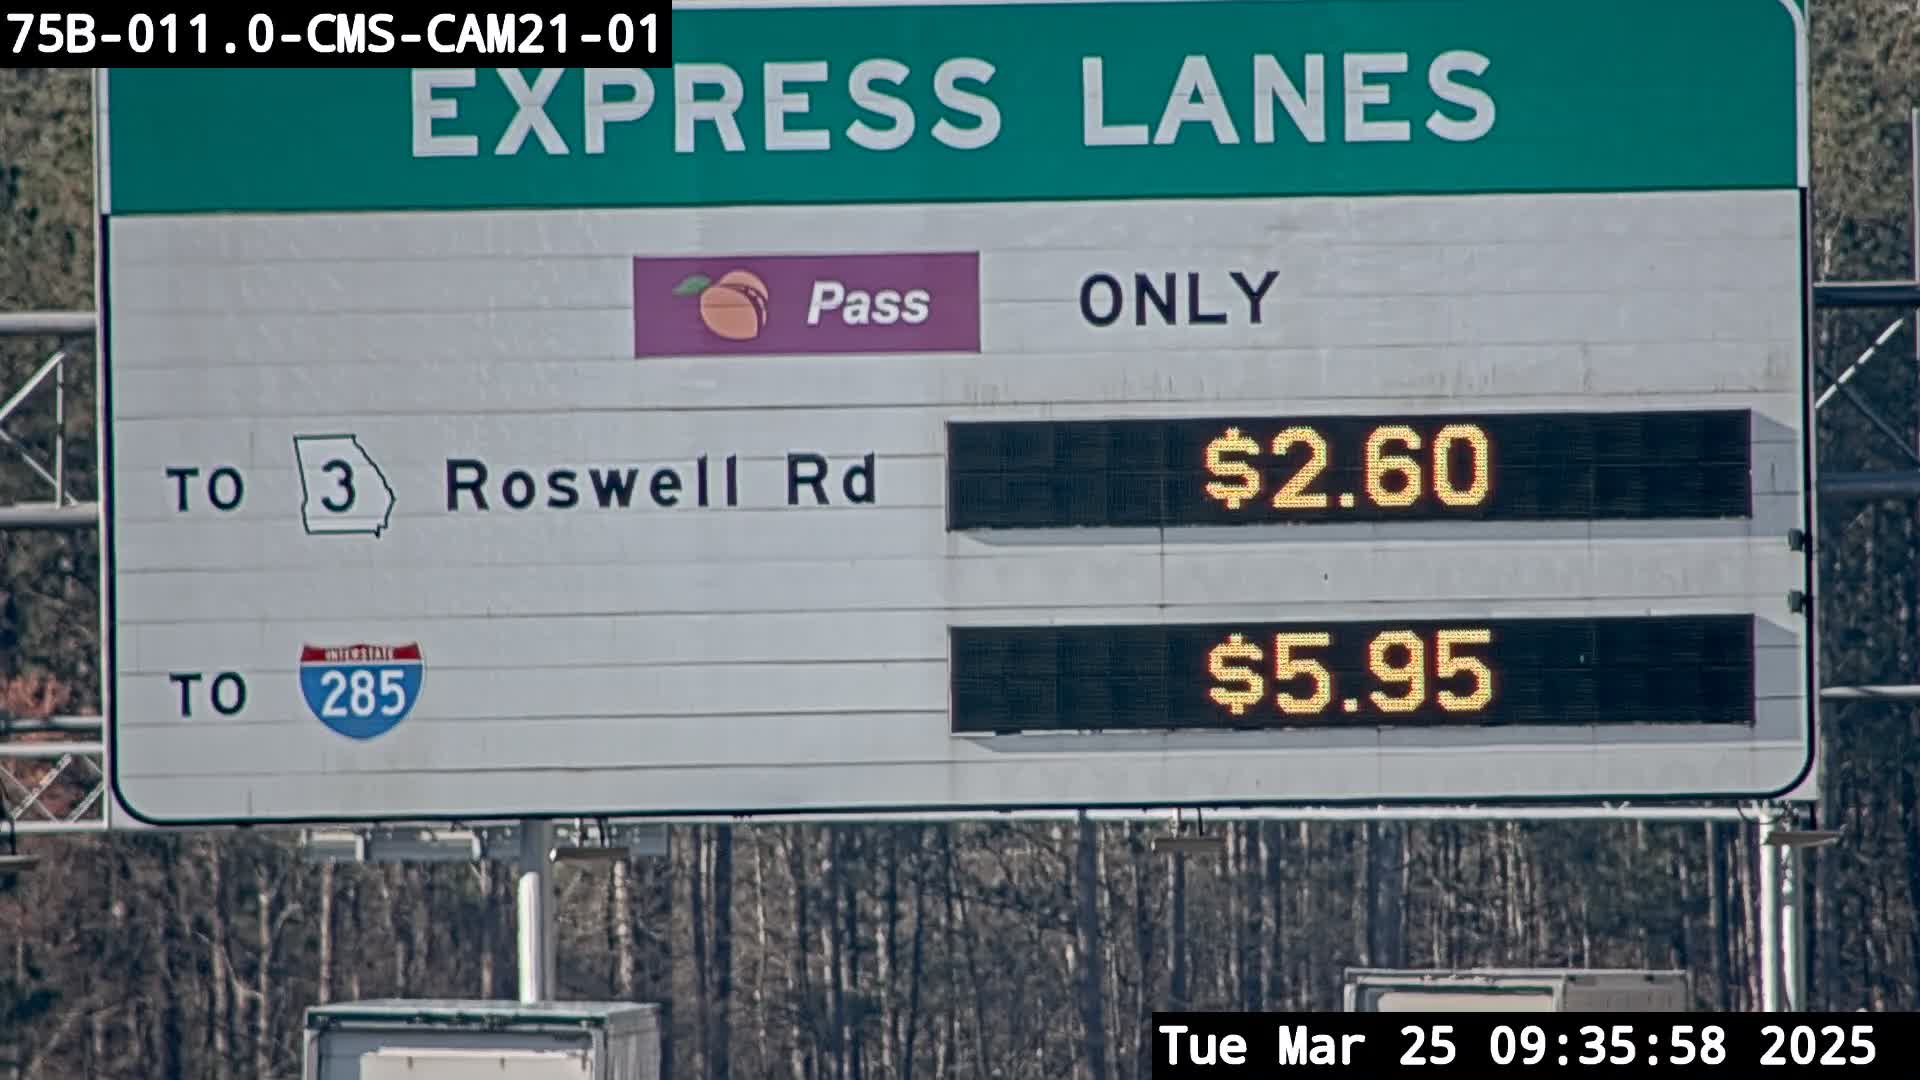 75B-011.0-CMS-CAM21-01
EXPRESS LANES
Pass ONLY
TO 3 Roswell Rd $2.60
TO INTERSTATE 285 $5.95
Tue Mar 25 09:35:58 2025